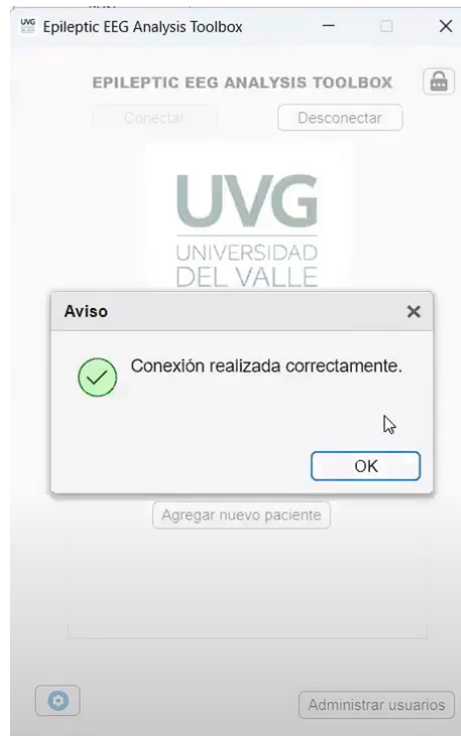 UVG Epileptic EEG Analysis Toolbox
EPILEPTIC EEG ANALYSIS TOOLBOX
Conectar Desconectar
UVG
UNIVERSIDAD
DEL VALLE
Aviso
Conexión realizada correctamente.
OK
Agregar nuevo paciente
Administrar usuarios